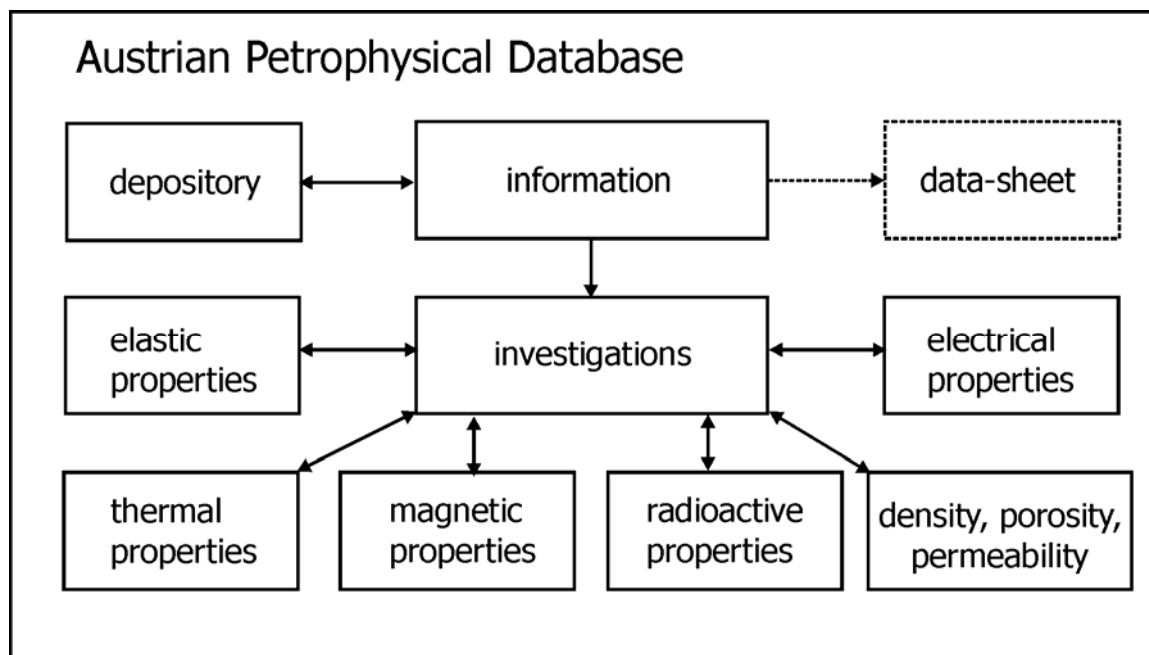 Austrian Petrophysical Database
depository
information
data-sheet
elastic
properties
investigations
electrical
properties
thermal
properties
magnetic
properties
radioactive
properties
density, porosity,
permeability